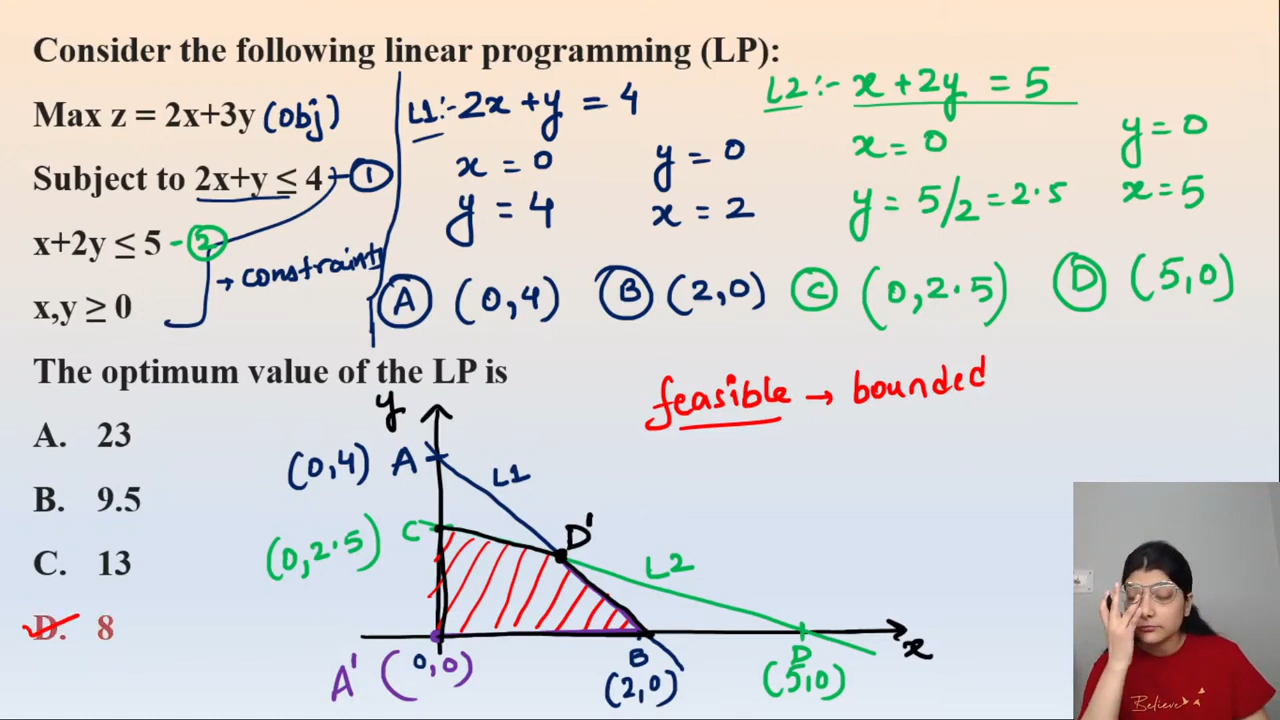 Consider the following linear programming (LP):
Max z = 2x+3y (obj)
Subject to 2x+y ≤ 4 - ①
x+2y ≤ 5 - ②
→ constraints
x,y ≥ 0
L1:- 2x + y = 4
x = 0 y = 0
y = 4 x = 2
Ⓐ (0,4) Ⓑ (2,0)
L2:- x + 2y = 5
x = 0 y = 0
y = 5/2 = 2.5 x = 5
Ⓒ (0,2.5) Ⓓ (5,0)
The optimum value of the LP is
feasible → bounded
A. 23
B. 9.5
C. 13
D. 8
y
(0,4) A L1
(0,2.5) C D'
L2
x
A' (0,0) B D
(2,0) (5,0)
Believe